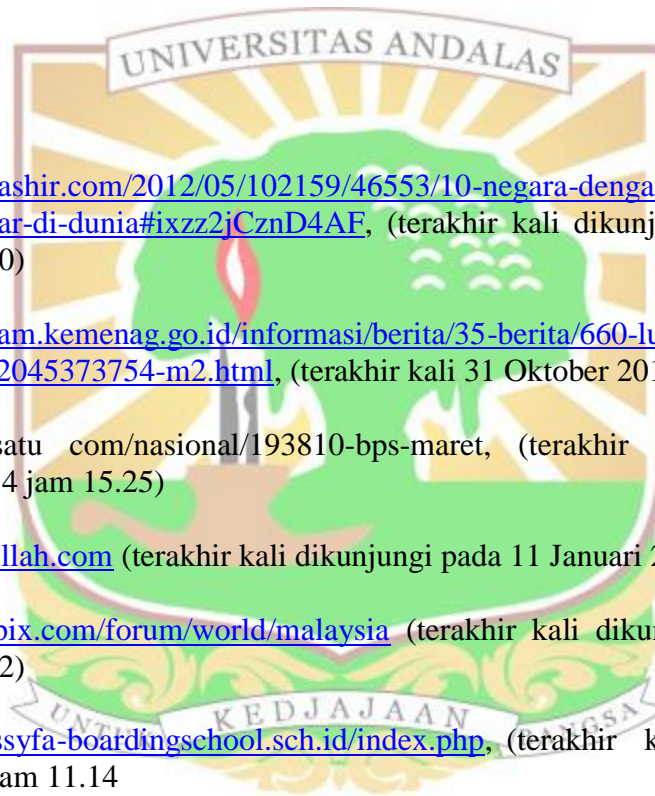 UNIVERSITAS ANDALAS
ashir.com/2012/05/102159/46553/10-negara-denga
ar-di-dunia#ixzz2jCznD4AF, (terakhir kali dikunj
0)
am.kemenag.go.id/informasi/berita/35-berita/660-lu
2045373754-m2.html, (terakhir kali 31 Oktober 201
satu com/nasional/193810-bps-maret, (terakhir
4 jam 15.25)
llah.com (terakhir kali dikunjungi pada 11 Januari 2
pix.com/forum/world/malaysia (terakhir kali dikun
2)
UNTUK KEDJAJAAN BANGSA
ssyfa-boardingschool.sch.id/index.php, (terakhir k
am 11.14